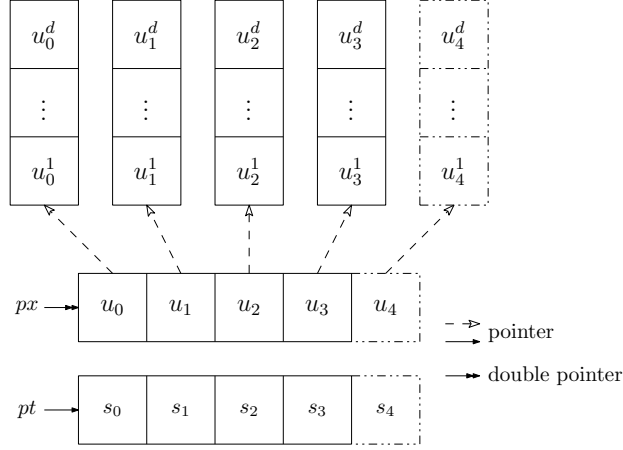 u_0^d u_1^d u_2^d u_3^d u_4^d
⋮ ⋮ ⋮ ⋮ ⋮
u_0^1 u_1^1 u_2^1 u_3^1 u_4^1
px u_0 u_1 u_2 u_3 u_4
pointer
double pointer
pt s_0 s_1 s_2 s_3 s_4